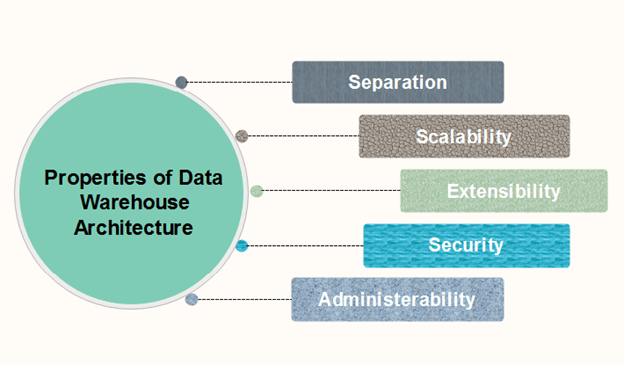 Properties of Data
Warehouse
Architecture
Separation
Scalability
Extensibility
Security
Administerability